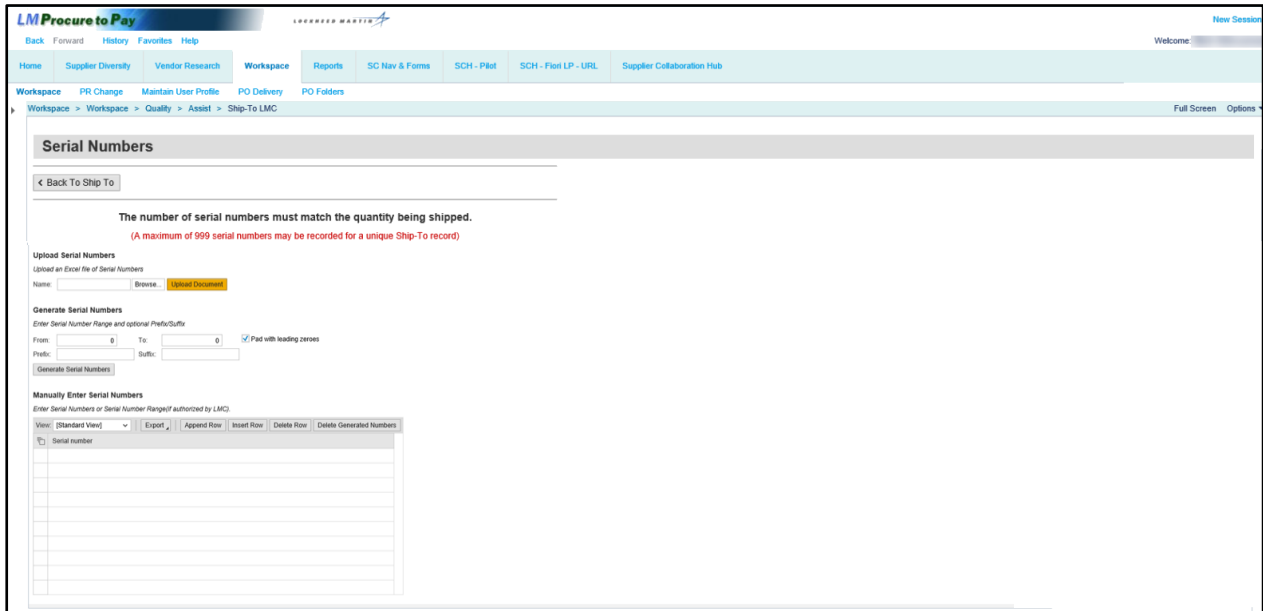 LMProcure to Pay
LOCKHEED MARTIN
New Session
Back Forward History Favorites Help
Welcome:
Home Supplier Diversity Vendor Research Workspace Reports SC Nav & Forms SCH - Pilot SCH - Fiori LP - URL Supplier Collaboration Hub
Workspace PR Change Maintain User Profile PO Delivery PO Folders
Workspace > Workspace > Quality > Assist > Ship-To LMC
Full Screen Options
Serial Numbers
< Back To Ship To
The number of serial numbers must match the quantity being shipped.
(A maximum of 999 serial numbers may be recorded for a unique Ship-To record)
Upload Serial Numbers
Upload an Excel file of Serial Numbers
Name: Browse... Upload Document
Generate Serial Numbers
Enter Serial Number Range and optional Prefix/Suffix
From: 0 To: 0 Pad with leading zeroes
Prefix: Suffix:
Generate Serial Numbers
Manually Enter Serial Numbers
Enter Serial Numbers or Serial Number Range(if authorized by LMC).
View: [Standard View] Export Append Row Insert Row Delete Row Delete Generated Numbers
Serial number